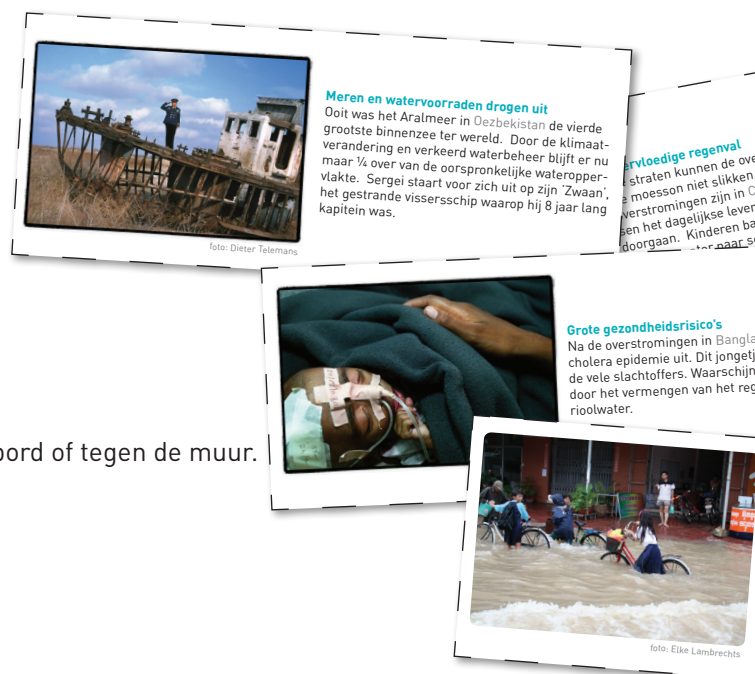 Meren en watervoorraden drogen uit
Ooit was het Aralmeer in Oezbekistan de vierde
grootste binnenzee ter wereld. Door de klimaat-
verandering en verkeerd waterbeheer blijft er nu
maar ¼ over van de oorspronkelijke wateropper-
vlakte. Sergei staart voor zich uit op zijn ‘Zwaan’,
het gestrande vissersschip waarop hij 8 jaar lang
kapitein was.
foto: Dieter Telemans
ervloedige regenval
straten kunnen de ove
moesson niet slikken
verstromingen zijn in C
sen het dagelijkse lever
doorgaan. Kinderen ba
naar sc
Grote gezondheidsrisico’s
Na de overstromingen in Bangla
cholera epidemie uit. Dit jongetj
de vele slachtoffers. Waarschijn
door het vermengen van het reg
rioolwater.
oord of tegen de muur.
foto: Elke Lambrechts